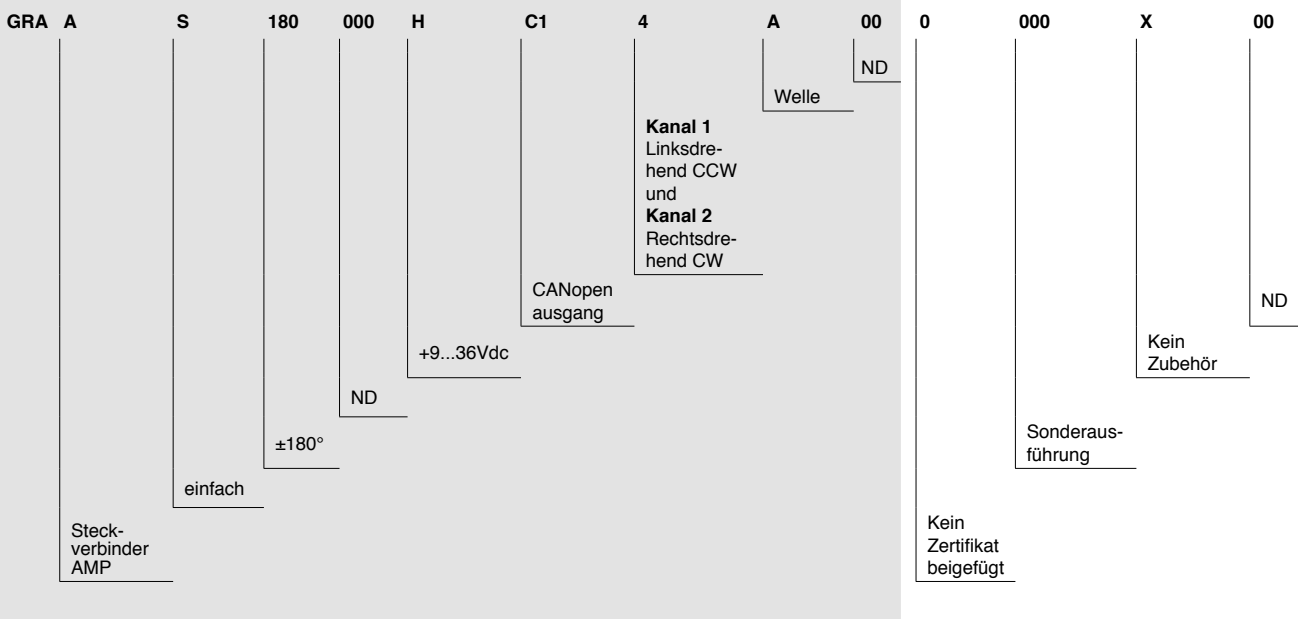 GRA A S 180 000 H C1 4 A 00 0 000 X 00
ND
Welle
Kanal 1
Linksdre-
hend CCW
und
Kanal 2
Rechtsdre-
hend CW
CANopen
ausgang
ND
+9...36Vdc
Kein
Zubehör
ND
±180°
Sonderaus-
führung
einfach
Steck-
verbinder
AMP
Kein
Zertifikat
beigefügt